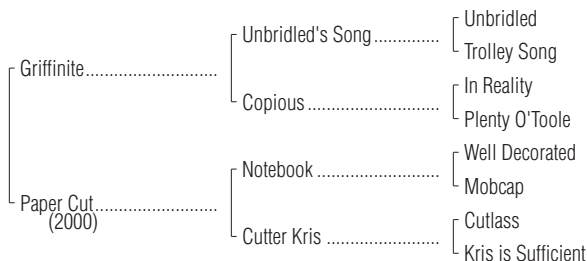 Unbridled
Unbridled's Song
Trolley Song
Griffinite
In Reality
Copious
Plenty O'Toole
Well Decorated
Notebook
Mobcap
Paper Cut
(2000)
Cutlass
Cutter Kris
Kris is Sufficient